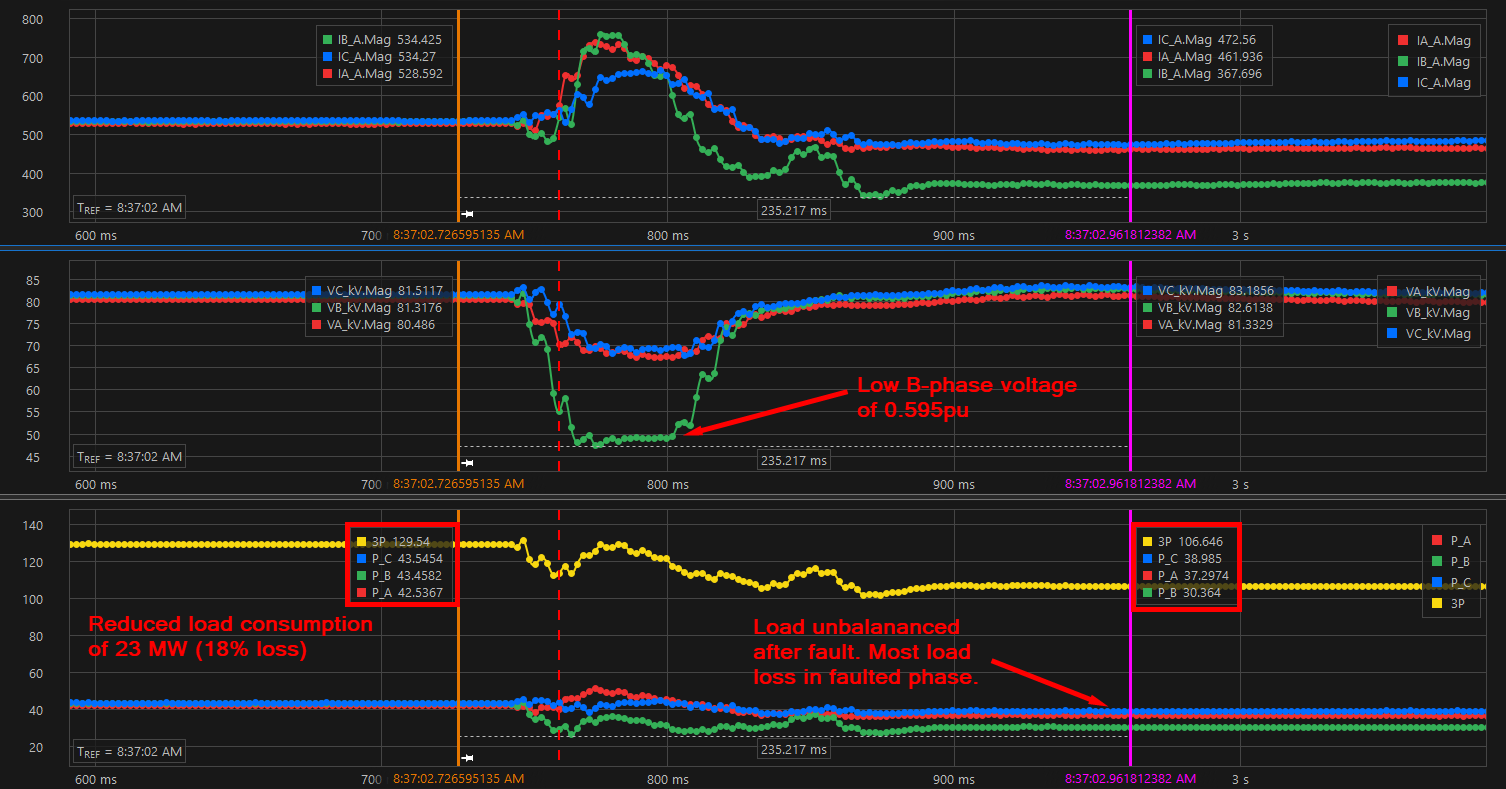 800
700
600
500
400
300
IB_A.Mag 534.425
IC_A.Mag 534.27
IA_A.Mag 528.592
IC_A.Mag 472.56
IA_A.Mag 461.936
IB_A.Mag 367.696
IA_A.Mag
IB_A.Mag
IC_A.Mag
TREF = 8:37:02 AM
235.217 ms
600 ms
700
8:37:02.726595135 AM
800 ms
900 ms
8:37:02.961812382 AM
3 s
85
80
75
70
65
60
55
50
45
VC_kV.Mag 81.5117
VB_kV.Mag 81.3176
VA_kV.Mag 80.486
VC_kV.Mag 83.1856
VB_kV.Mag 82.6138
VA_kV.Mag 81.3329
VA_kV.Mag
VB_kV.Mag
VC_kV.Mag
Low B-phase voltage
of 0.595pu
TREF = 8:37:02 AM
235.217 ms
600 ms
700
8:37:02.726595135 AM
800 ms
900 ms
8:37:02.961812382 AM
3 s
140
120
100
80
60
40
20
3P 129.54
P_C 43.5454
P_B 43.4582
P_A 42.5367
3P 106.646
P_C 38.985
P_A 37.2974
P_B 30.364
P_A
P_B
P_C
3P
Reduced load consumption
of 23 MW (18% loss)
Load unbalananced
after fault. Most load
loss in faulted phase.
TREF = 8:37:02 AM
235.217 ms
600 ms
700
8:37:02.726595135 AM
800 ms
900 ms
8:37:02.961812382 AM
3 s